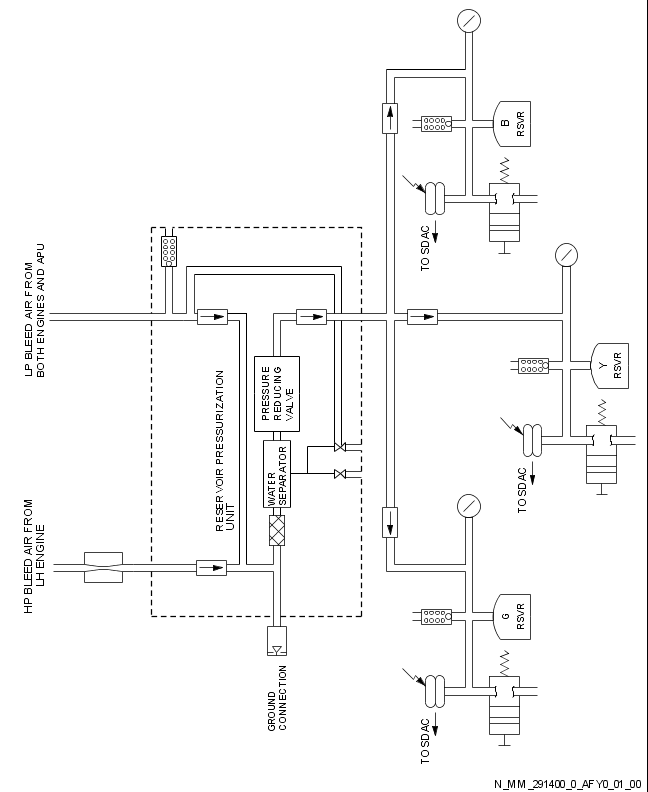 LP BLEED AIR FROM
BOTH ENGINES AND APU
HP BLEED AIR FROM
LH ENGINE
RESERVOIR PRESSURIZATION
UNIT
PRESSURE
REDUCING
VALVE
WATER
SEPARATOR
GROUND
CONNECTION
B
RSVR
TO SDAC
Y
RSVR
TO SDAC
G
RSVR
TO SDAC
N_MM_291400_0_AFY0_01_00